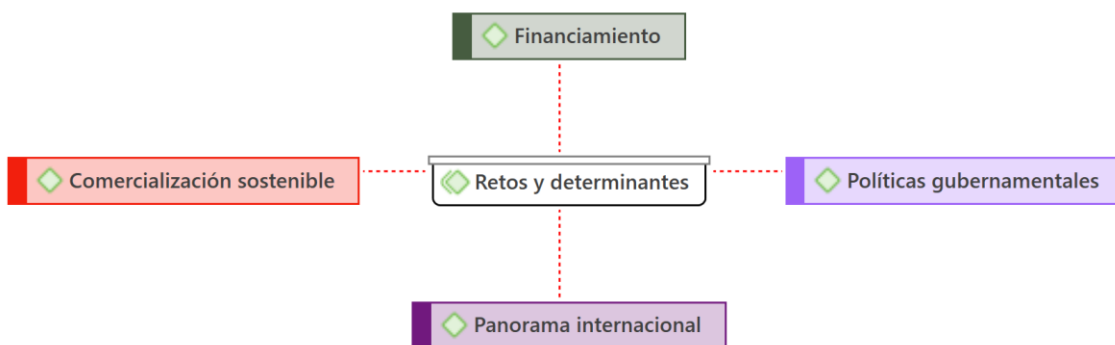 Financiamiento
Comercialización sostenible
Retos y determinantes
Políticas gubernamentales
Panorama internacional